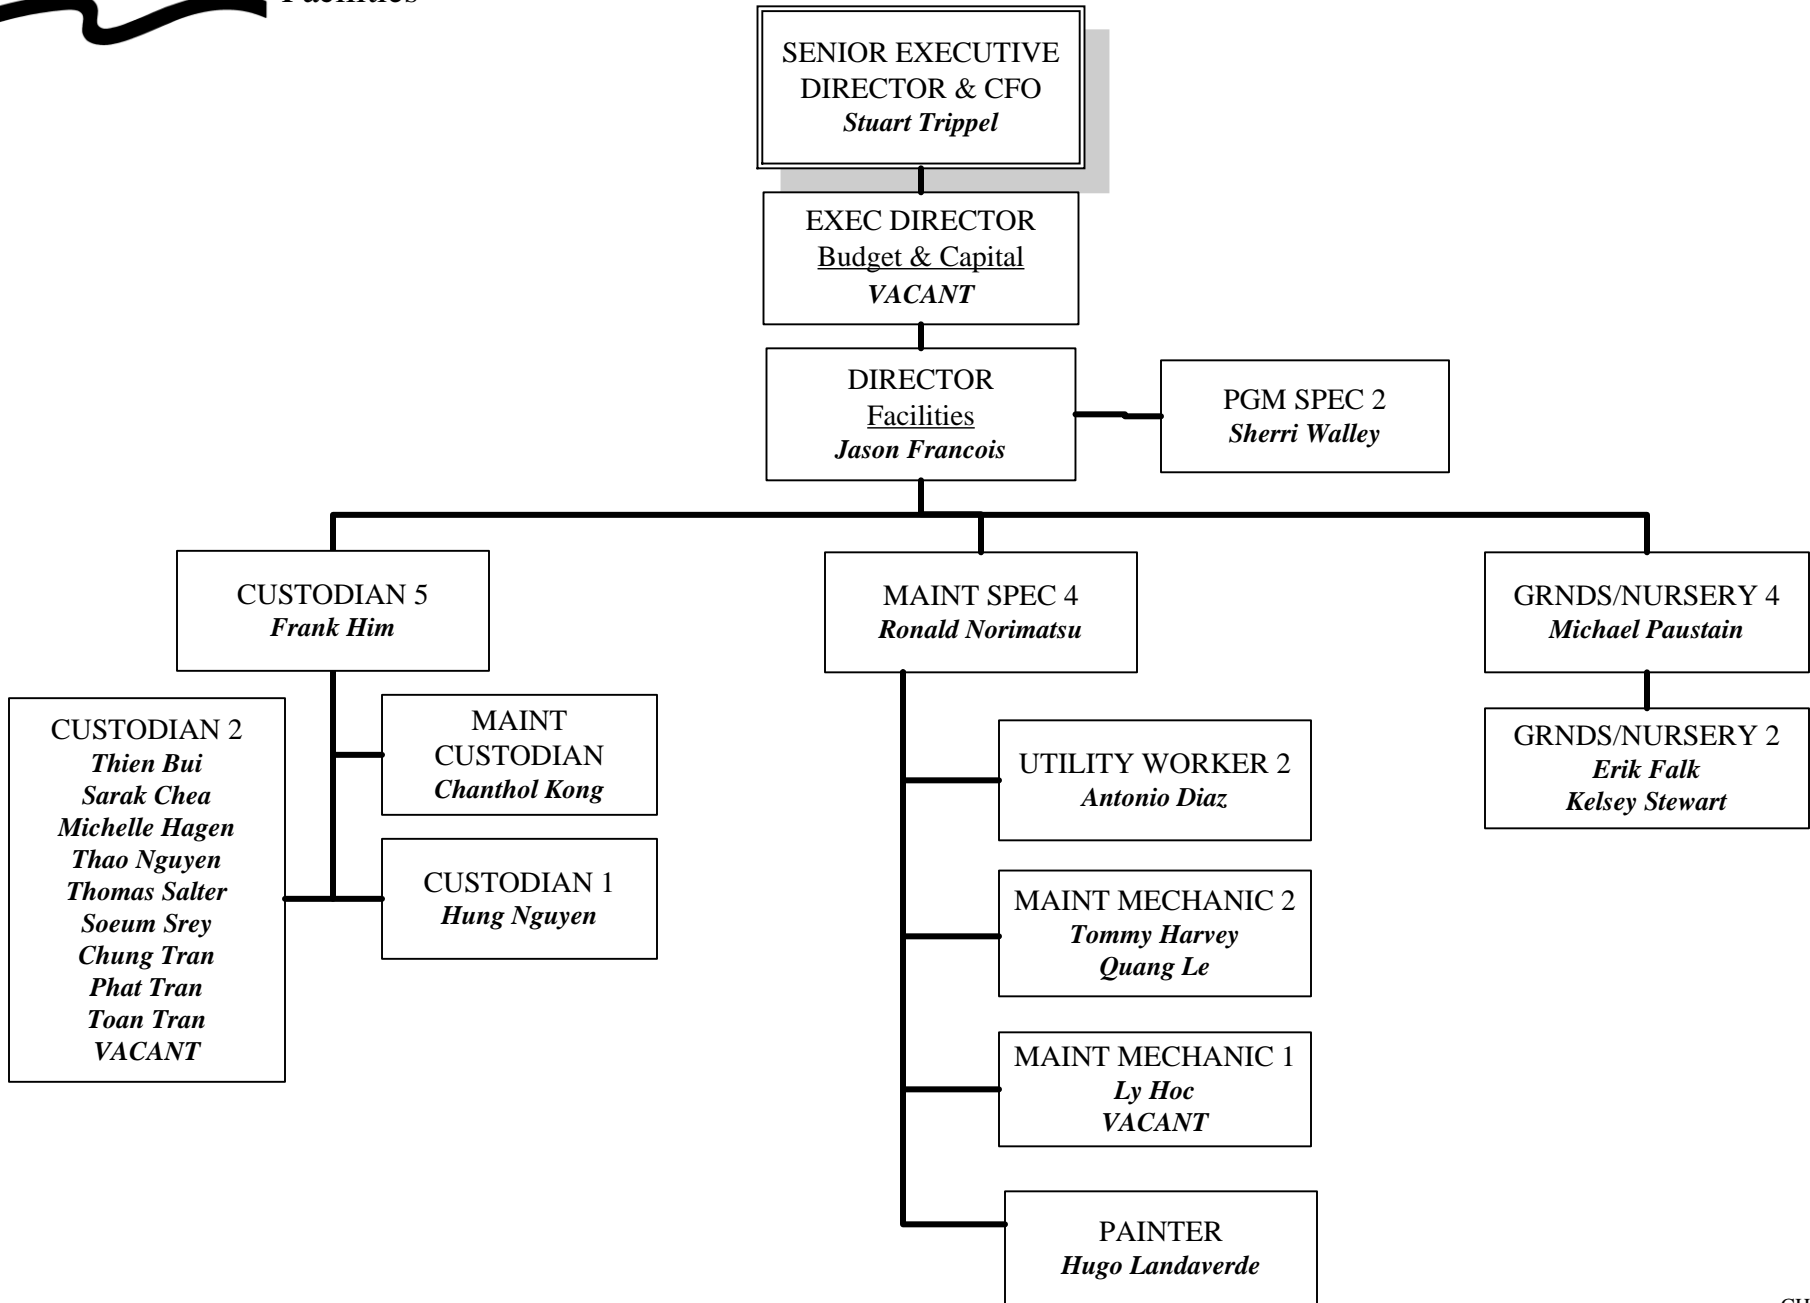 Facilities
SENIOR EXECUTIVE
DIRECTOR & CFO
Stuart Trippel
EXEC DIRECTOR
Budget & Capital
VACANT
DIRECTOR
Facilities
Jason Francois
PGM SPEC 2
Sherri Walley
CUSTODIAN 5
Frank Him
MAINT SPEC 4
Ronald Norimatsu
GRNDS/NURSERY 4
Michael Paustain
CUSTODIAN 2
Thien Bui
Sarak Chea
Michelle Hagen
Thao Nguyen
Thomas Salter
Soeum Srey
Chung Tran
Phat Tran
Toan Tran
VACANT
MAINT
CUSTODIAN
Chanthol Kong
CUSTODIAN 1
Hung Nguyen
UTILITY WORKER 2
Antonio Diaz
MAINT MECHANIC 2
Tommy Harvey
Quang Le
MAINT MECHANIC 1
Ly Hoc
VACANT
PAINTER
Hugo Landaverde
GRNDS/NURSERY 2
Erik Falk
Kelsey Stewart